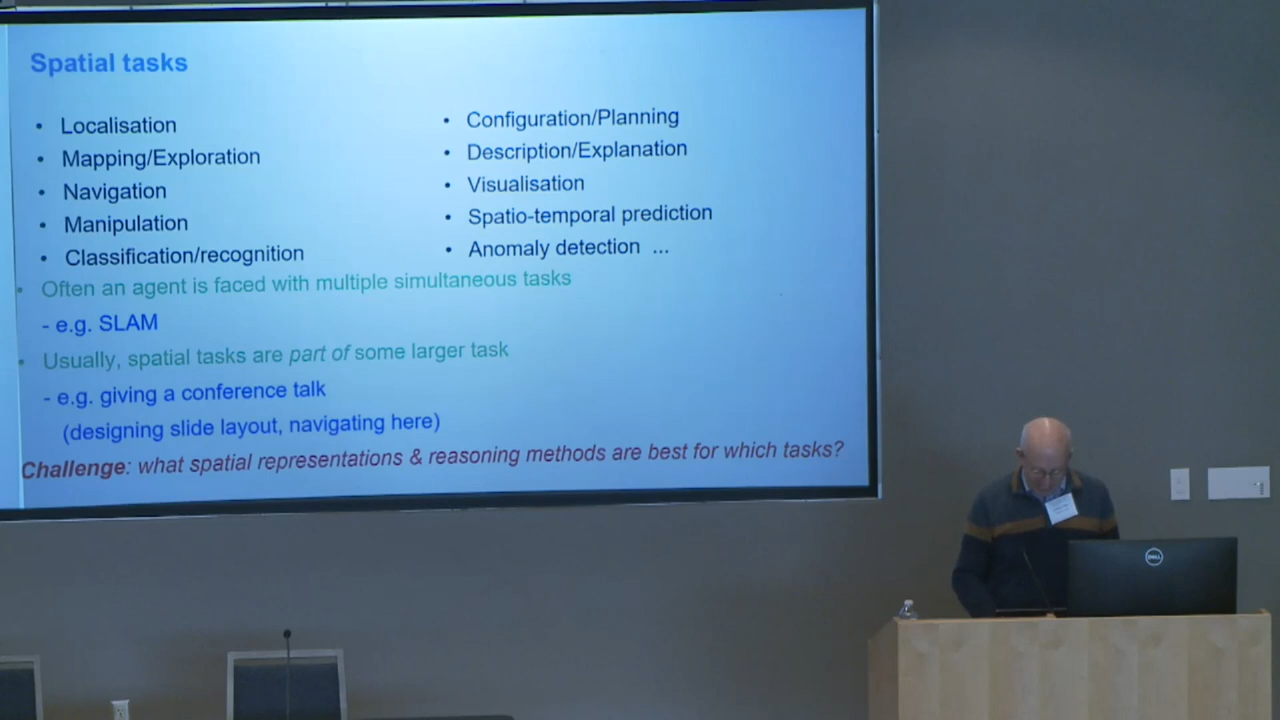 Spatial tasks
• Localisation
• Mapping/Exploration
• Navigation
• Manipulation
• Classification/recognition
• Configuration/Planning
• Description/Explanation
• Visualisation
• Spatio-temporal prediction
• Anomaly detection ...
• Often an agent is faced with multiple simultaneous tasks
- e.g. SLAM
• Usually, spatial tasks are part of some larger task
- e.g. giving a conference talk
(designing slide layout, navigating here)
Challenge: what spatial representations & reasoning methods are best for which tasks?
DELL